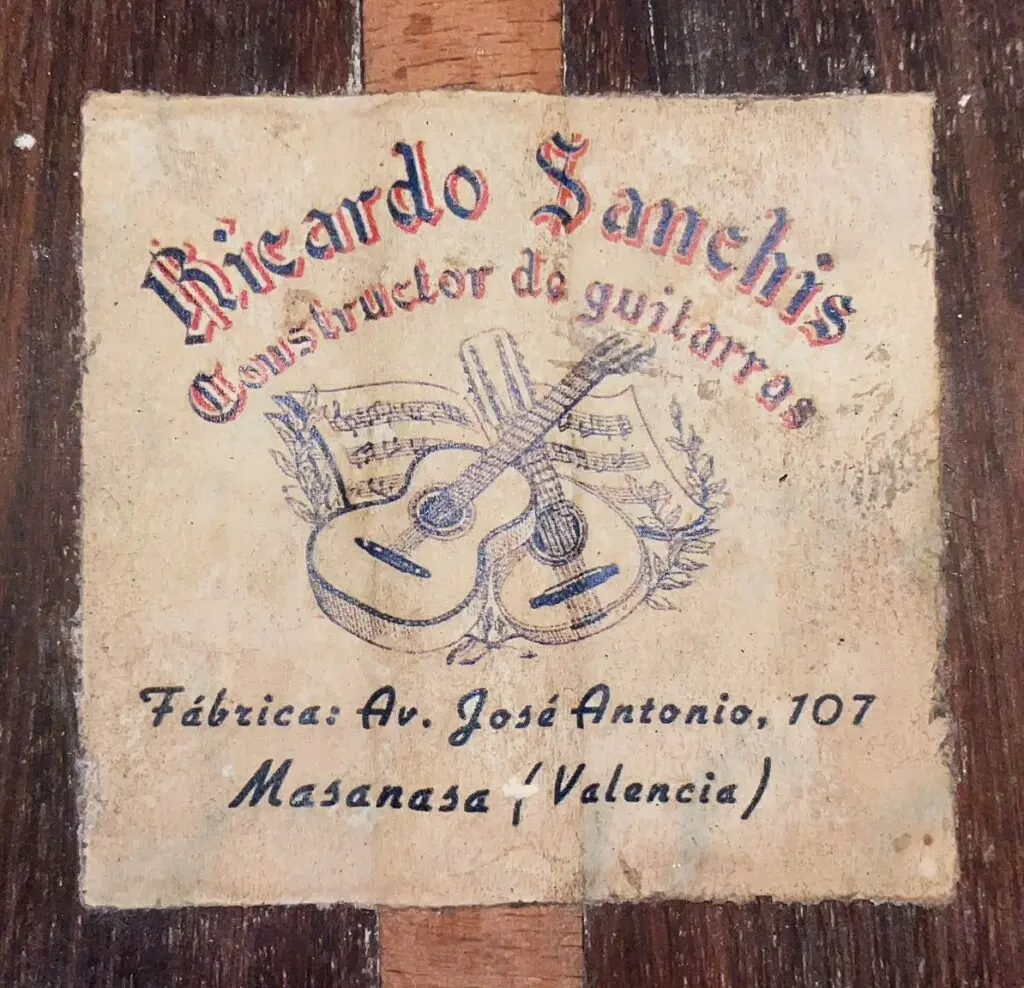 Ricardo Sanchis
Constructor de guitarras
Fábrica: Av. José Antonio, 107
Masanasa (Valencia)